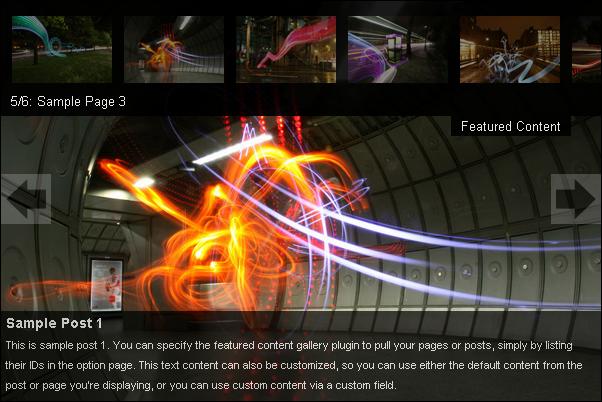 5/6: Sample Page 3
Featured Content
Sample Post 1
This is sample post 1. You can specify the featured content gallery plugin to pull your pages or posts, simply by listing
their IDs in the option page. This text content can also be customized, so you can use either the default content from the
post or page you're displaying, or you can use custom content via a custom field.